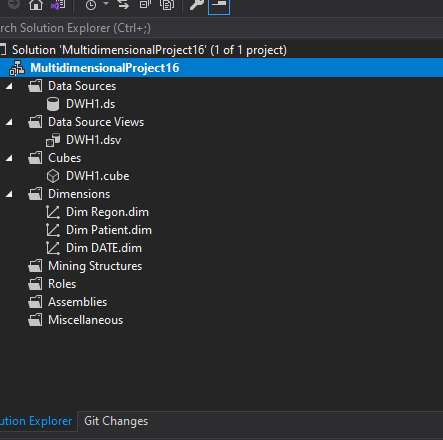 rch Solution Explorer (Ctrl+;)
Solution 'MultidimensionalProject16' (1 of 1 project)
MultidimensionalProject16
Data Sources
DWH1.ds
Data Source Views
DWH1.dsv
Cubes
DWH1.cube
Dimensions
Dim Regon.dim
Dim Patient.dim
Dim DATE.dim
Mining Structures
Roles
Assemblies
Miscellaneous
ution Explorer Git Changes